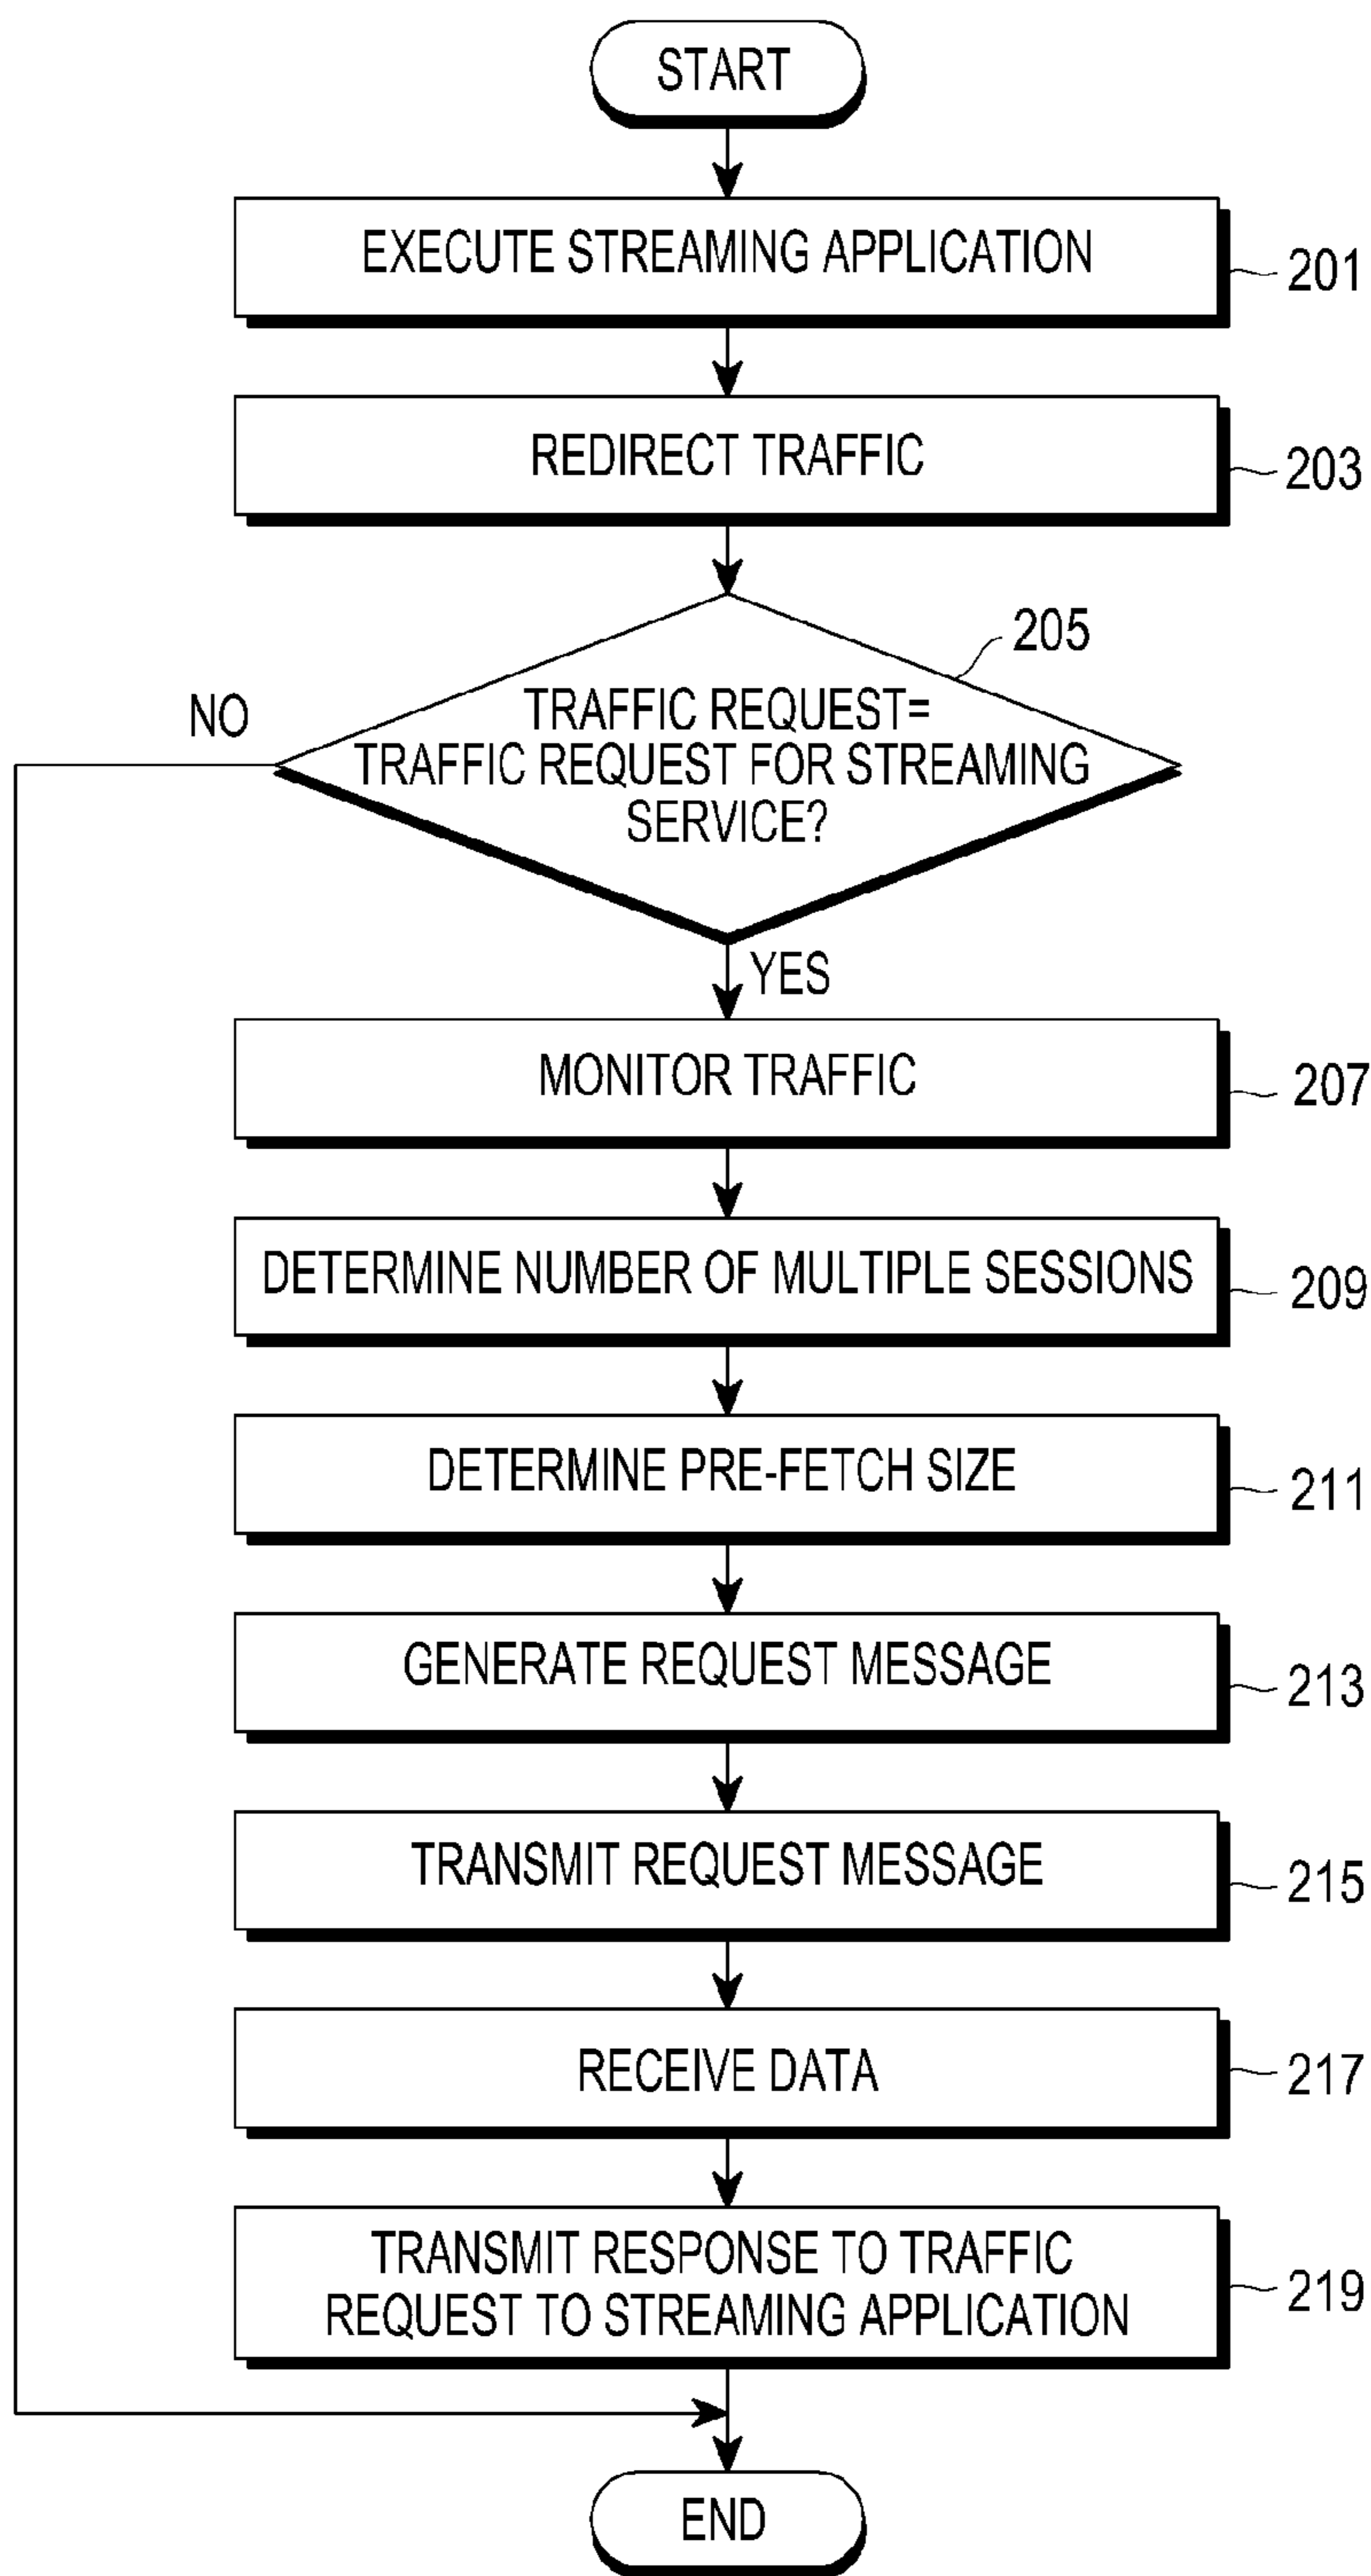 START
EXECUTE STREAMING APPLICATION
201
REDIRECT TRAFFIC
203
205
NO
TRAFFIC REQUEST=
TRAFFIC REQUEST FOR STREAMING
SERVICE?
YES
MONITOR TRAFFIC
207
DETERMINE NUMBER OF MULTIPLE SESSIONS
209
DETERMINE PRE-FETCH SIZE
211
GENERATE REQUEST MESSAGE
213
TRANSMIT REQUEST MESSAGE
215
RECEIVE DATA
217
TRANSMIT RESPONSE TO TRAFFIC
REQUEST TO STREAMING APPLICATION
219
END